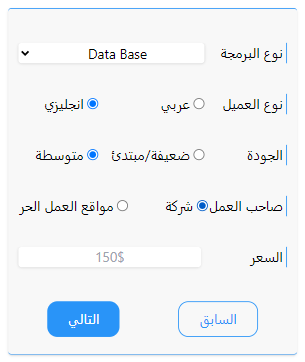 نوع البرمجة Data Base
نوع العميل عربي انجليزي
الجودة ضعيفة/مبتدئ متوسطة
صاحب العمل شركة مواقع العمل الحر
السعر 150$
السابق التالي